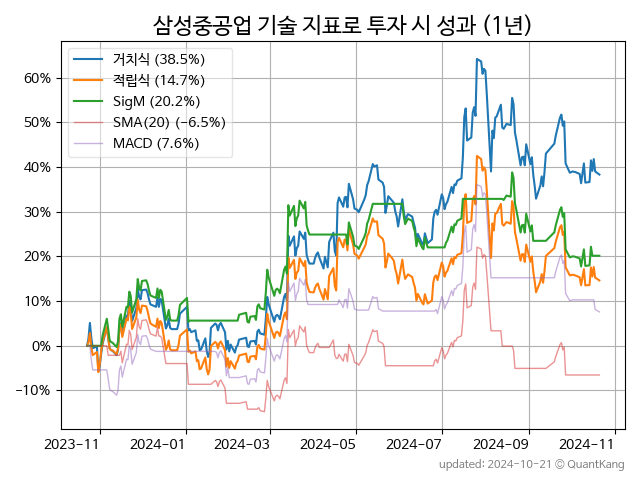 삼성중공업 기술 지표로 투자 시 성과 (1년)
거치식 (38.5%)
적립식 (14.7%)
SigM (20.2%)
SMA(20) (−6.5%)
MACD (7.6%)
60%
50%
40%
30%
20%
10%
0%
−10%
2023-11 2024-01 2024-03 2024-05 2024-07 2024-09 2024-11
updated: 2024-10-21 © QuantKang